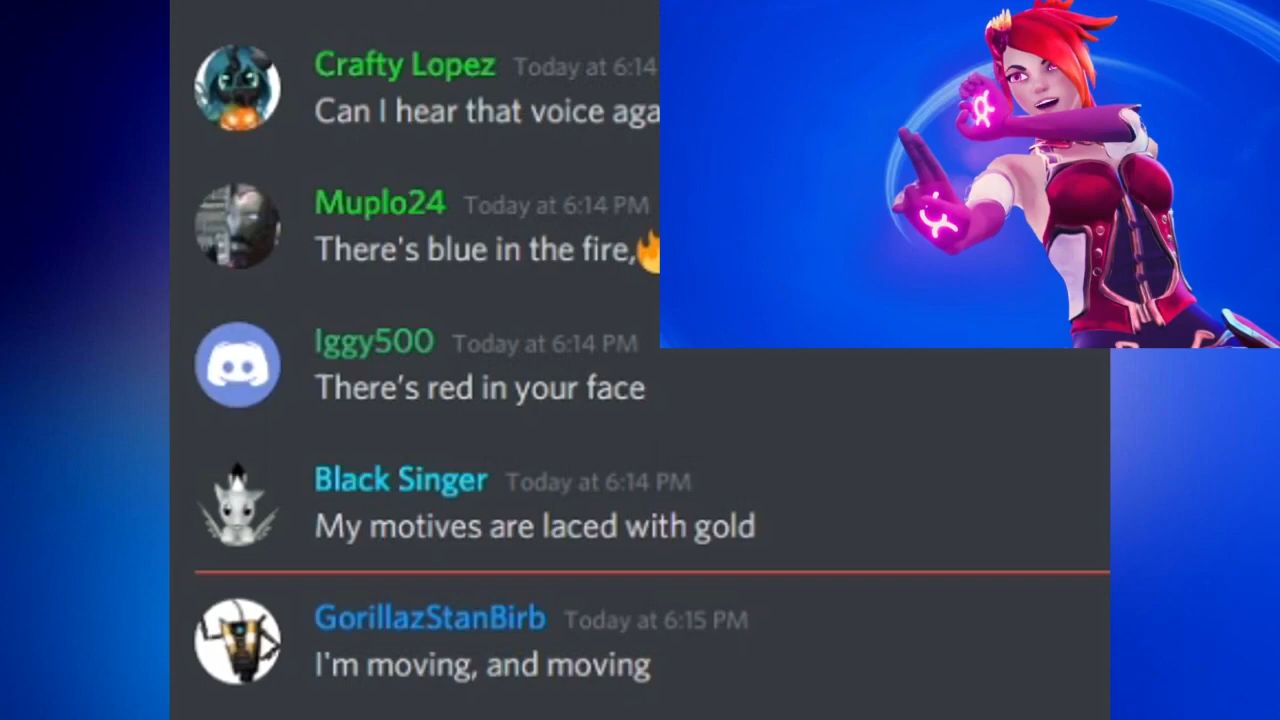 Crafty Lopez Today at 6:14
Can I hear that voice aga
Muplo24 Today at 6:14 PM
There's blue in the fire,🔥
Iggy500 Today at 6:14 PM
There's red in your face
Black Singer Today at 6:14 PM
My motives are laced with gold
GorillazStanBirb Today at 6:15 PM
I'm moving, and moving